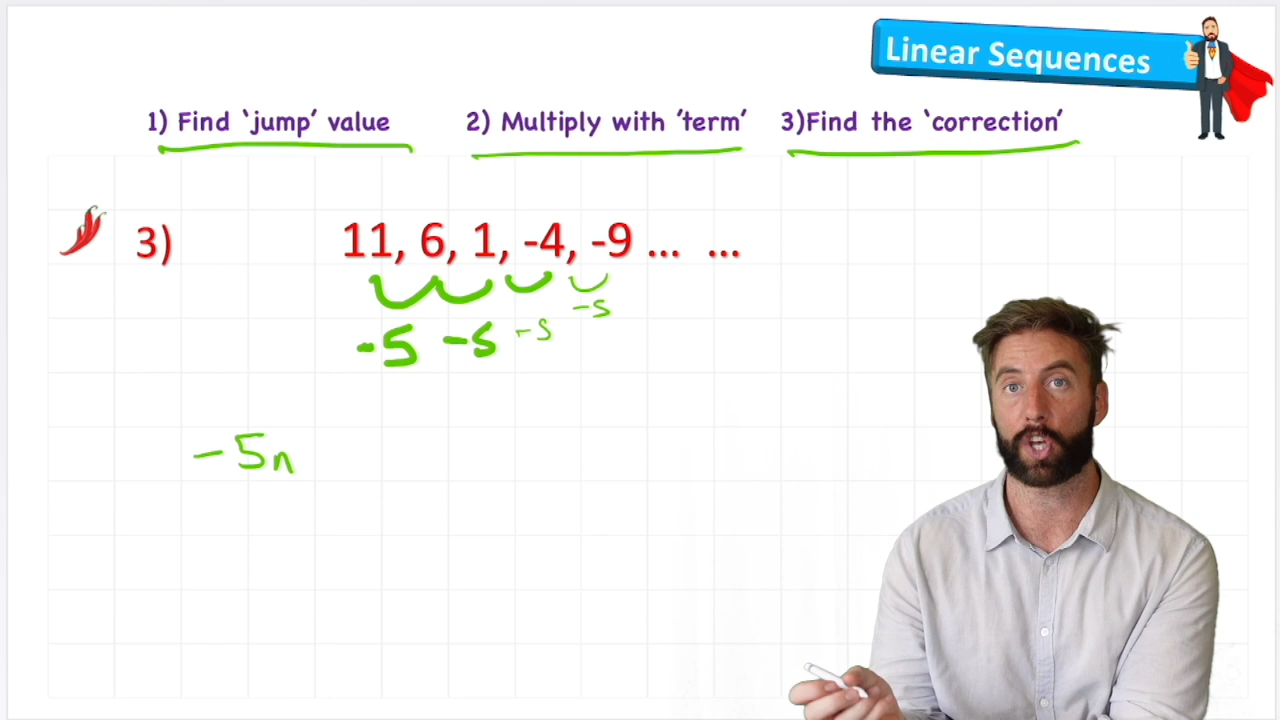 Linear Sequences
1) Find ‘jump’ value 2) Multiply with ’term’ 3)Find the ‘correction’
3) 11, 6, 1, -4, -9 ... ...
-5 -5 -5 -5
-5n